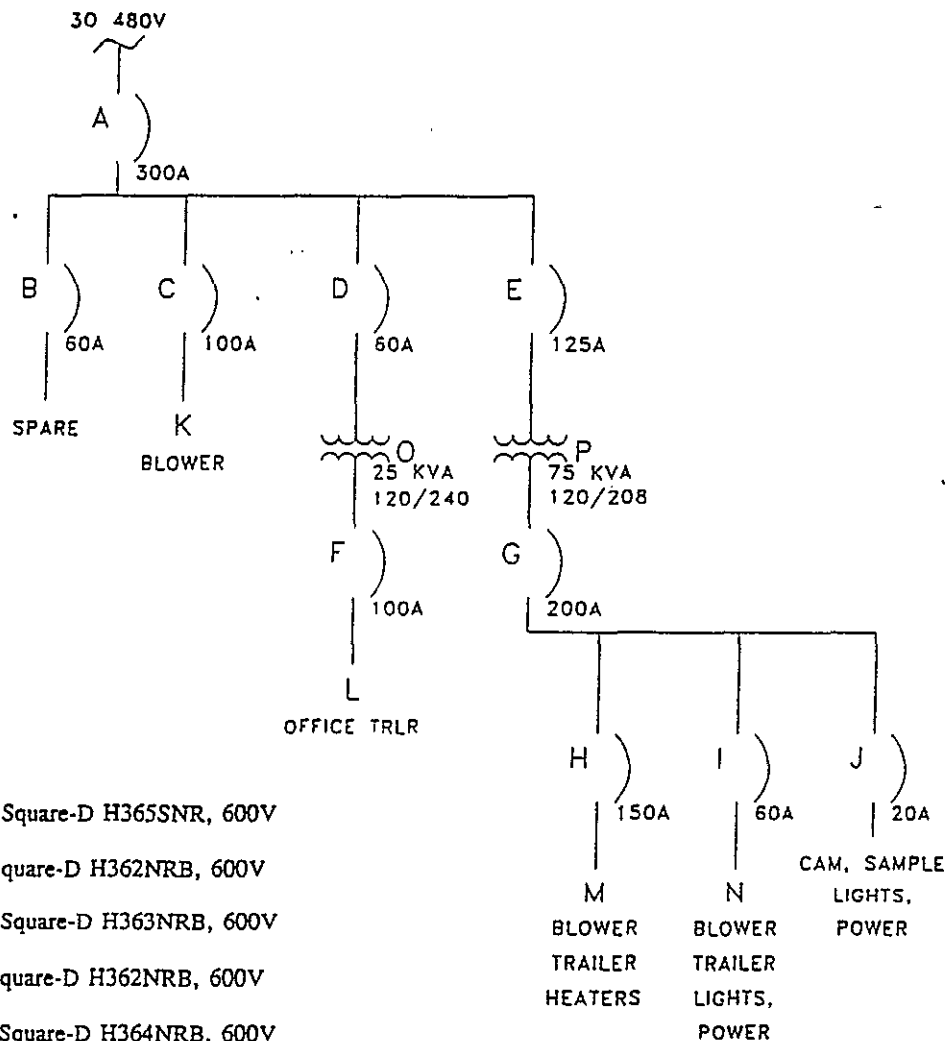 30 480V
A
300A
B C D E
60A 100A 60A 125A
SPARE
K
BLOWER
O P
25 KVA 75 KVA
120/240 120/208
F G
100A 200A
L
OFFICE TRLR
H I J
150A 60A 20A
M
BLOWER
TRAILER
HEATERS
N
BLOWER
TRAILER
LIGHTS,
POWER
CAM, SAMPLE
LIGHTS,
POWER
Square-D H365SNR, 600V
quare-D H362NRB, 600V
Square-D H363NRB, 600V
quare-D H362NRB, 600V
Square-D H364NRB, 600V